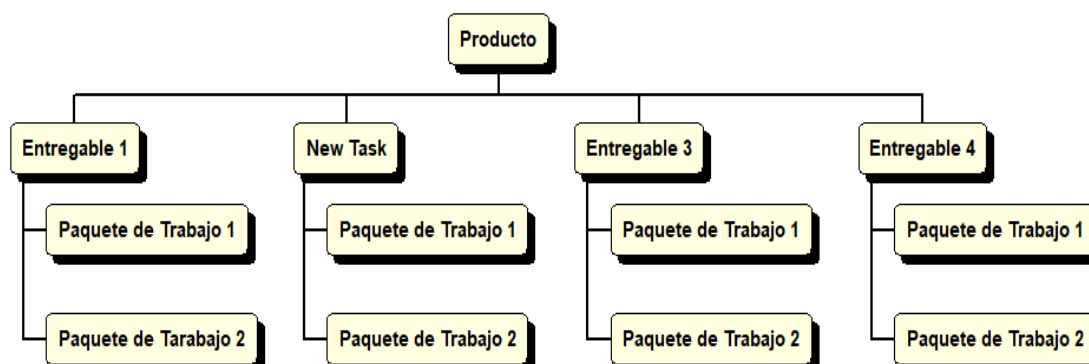 Producto
Entregable 1
New Task
Entregable 3
Entregable 4
Paquete de Trabajo 1
Paquete de Trabajo 1
Paquete de Trabajo 1
Paquete de Trabajo 1
Paquete de Tarabajo 2
Paquete de Trabajo 2
Paquete de Trabajo 2
Paquete de Trabajo 2